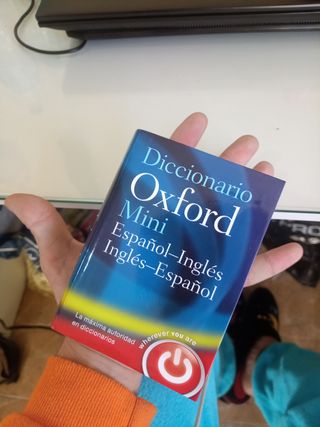 Diccionario
Oxford
Mini
Español–Inglés
Inglés–Español
La máxima autoridad
en diccionarios
wherever you are